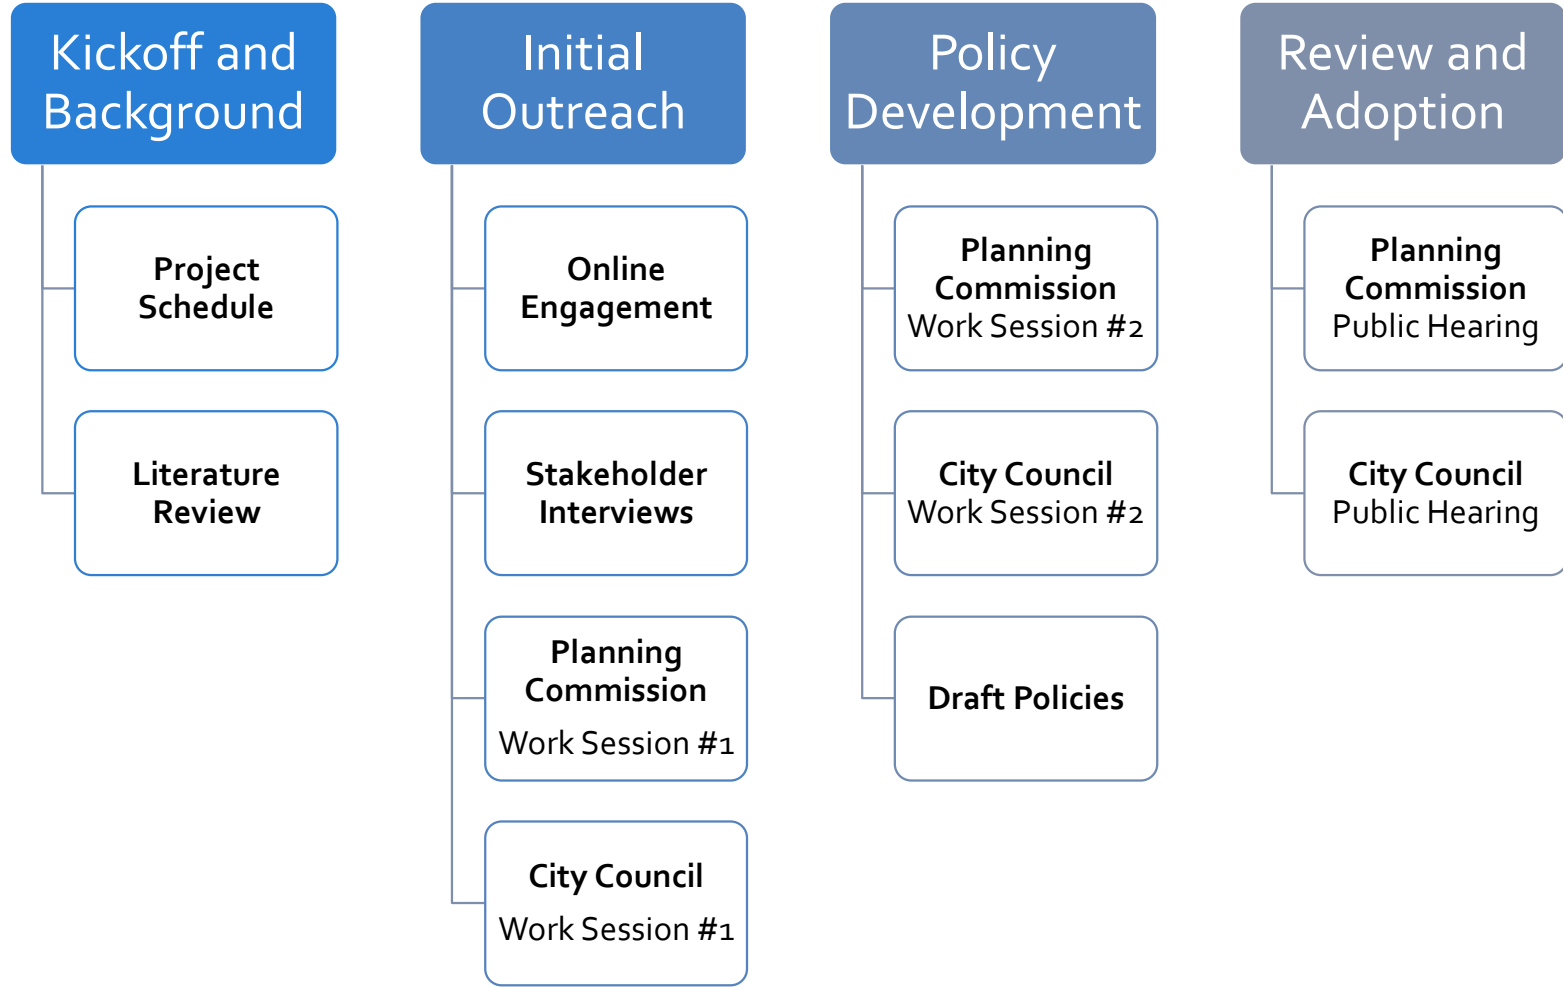 Kickoff and
Background
Project
Schedule
Literature
Review
Initial
Outreach
Online
Engagement
Stakeholder
Interviews
Planning
Commission
Work Session #1
City Council
Work Session #1
Policy
Development
Planning
Commission
Work Session #2
City Council
Work Session #2
Draft Policies
Review and
Adoption
Planning
Commission
Public Hearing
City Council
Public Hearing